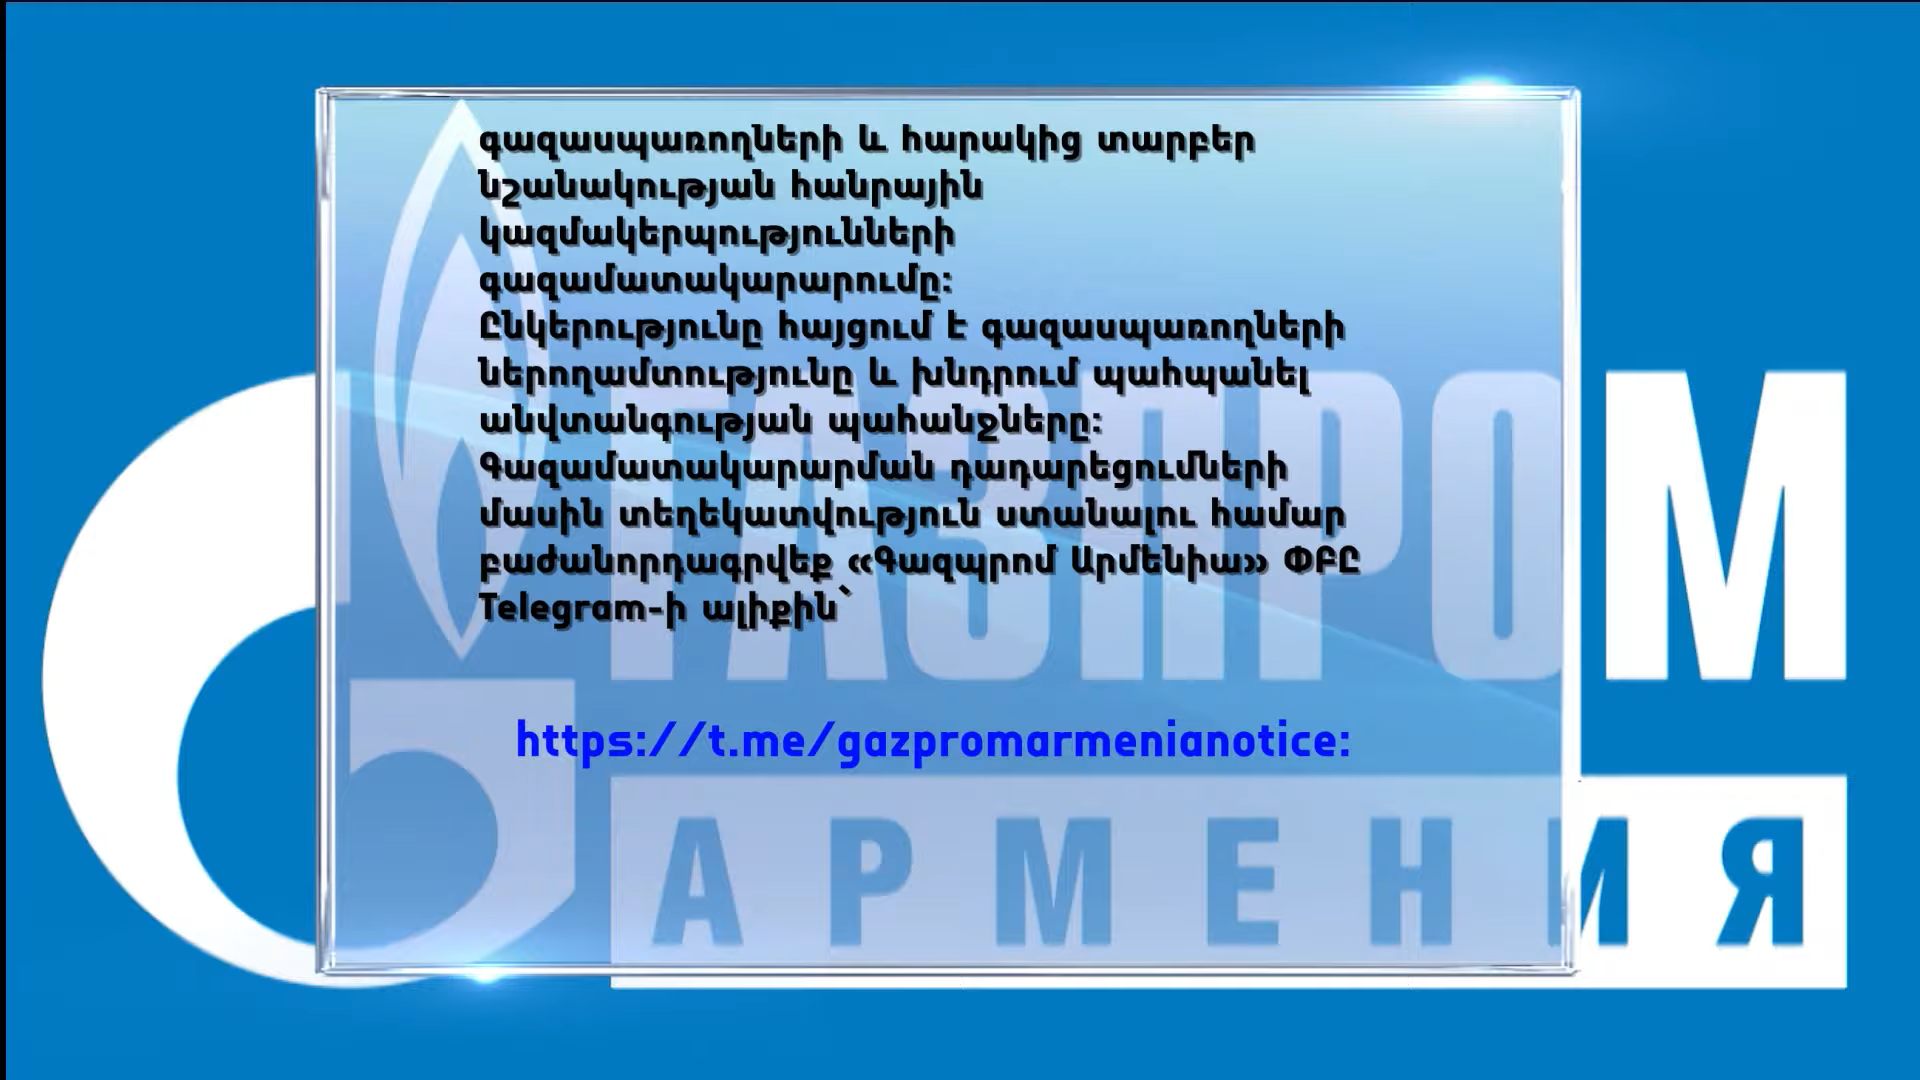 գազասպառողների և հարակից տարբեր
նշանակության հանրային
կազմակերպությունների
գազամատակարարումը:
Ընկերությունը հայցում է գազասպառողների
ներողամտությունը և խնդրում պահպանել
անվտանգության պահանջները:
Գազամատակարարման դադարեցումների
մասին տեղեկատվություն ստանալու համար
բաժանորդագրվեք «Գազպրոմ Արմենիա» ՓԲԸ
Telegram-ի ալիքին՝
https://t.me/gazpromarmenianotice:
ГАЗПРОМ
АРМЕНИЯ